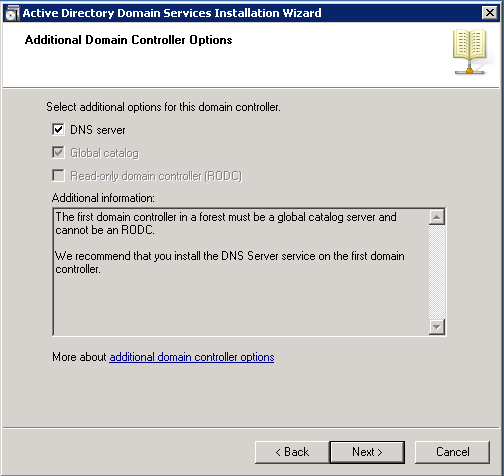 Active Directory Domain Services Installation Wizard
Additional Domain Controller Options
Select additional options for this domain controller.
DNS server
Global catalog
Read-only domain controller (RODC)
Additional information:
The first domain controller in a forest must be a global catalog server and
cannot be an RODC.
We recommend that you install the DNS Server service on the first domain
controller.
More about additional domain controller options
< Back
Next >
Cancel